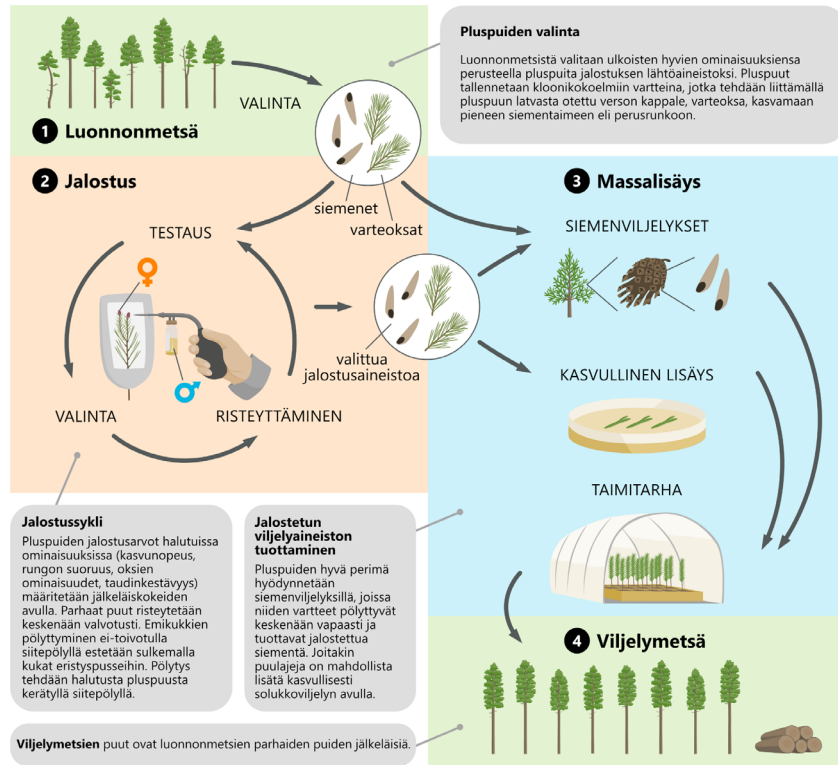 Pluspuiden valinta
Luonnonmetsistä valitaan ulkoisten hyvien ominaisuuksiensa
perusteella pluspuita jalostuksen lähtöaineistoksi. Pluspuut
tallennetaan kloonikokoelmiin vartteina, jotka tehdään liittämällä
pluspuun latvasta otettu verson kappale, varteoksa, kasvamaan
pieneen siementaimeen eli perusrunkoon.
VALINTA
1 Luonnonmetsä
2 Jalostus
siemenet
varteoksat
TESTAUS
VALINTA
RISTEYTTÄMINEN
valittua
jalostusaineistoa
3 Massalisäys
SIEMENVILJELYKSET
KASVULLINEN LISÄYS
TAIMITARHA
Jalostussykli
Pluspuiden jalostusarvot halutuissa
ominaisuuksissa (kasvunopeus,
rungon suoruus, oksien
ominaisuudet, taudinkestävyys)
määritetään jälkeläiskokeiden
avulla. Parhaat puut risteytetään
keskenään valvotusti. Emikukkien
pölyttyminen ei-toivotulla
siitepölyllä estetään sulkemalla
kukat eristyspusseihin. Pölytys
tehdään halutusta pluspuusta
kerätyllä siitepölyllä.
Jalostetun
viljelyaineiston
tuottaminen
Pluspuiden hyvä perimä
hyödynnetään
siemenviljelyksillä, joissa
niiden vartteet pölyttyvät
keskenään vapaasti ja
tuottavat jalostettua
siementä. Joitakin
puulajeja on mahdollista
lisätä kasvullisesti
solukkoviljelyn avulla.
4 Viljelymetsä
Viljelymetsien puut ovat luonnonmetsien parhaiden puiden jälkeläisiä.